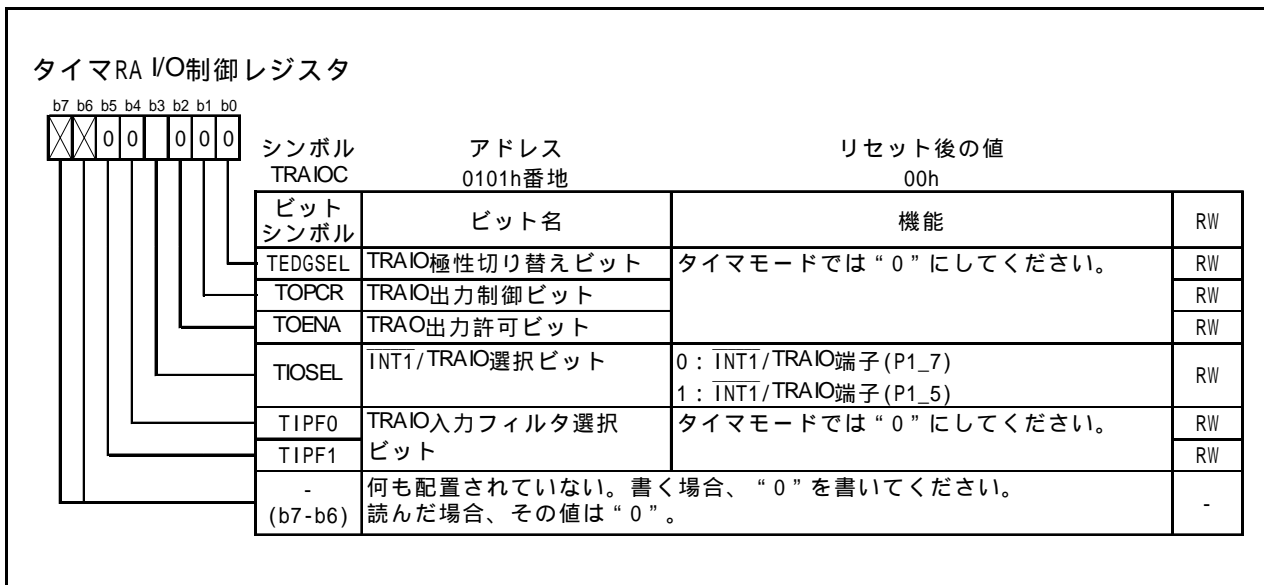 タイマRA I/O制御レジスタ
b7 b6 b5 b4 b3 b2 b1 b0
0 0 0 0 0
シンボル アドレス リセット後の値
TRAIOC 0101h番地 00h
ビット
シンボル ビット名 機能 RW
TEDGSEL TRAIO極性切り替えビット タイマモードでは“0”にしてください。 RW
TOPCR TRAIO出力制御ビット RW
TOENA TRAO出力許可ビット RW
TIOSEL INT1/TRAIO選択ビット 0：INT1/TRAIO端子(P1_7)
1：INT1/TRAIO端子(P1_5) RW
TIPF0 TRAIO入力フィルタ選択 タイマモードでは“0”にしてください。 RW
TIPF1 ビット RW
- 何も配置されていない。書く場合、“0”を書いてください。
(b7-b6) 読んだ場合、その値は“0”。 -